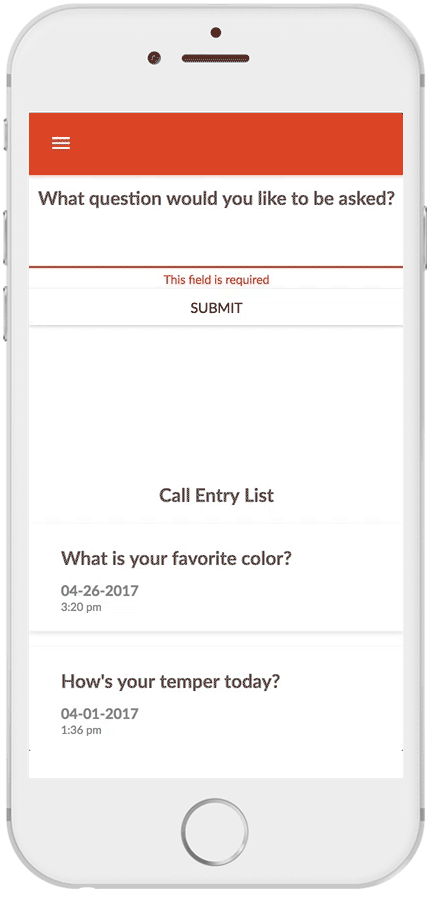 What question would you like to be asked?
This field is required
SUBMIT
Call Entry List
What is your favorite color?
04-26-2017
3:20 pm
How's your temper today?
04-01-2017
1:36 pm